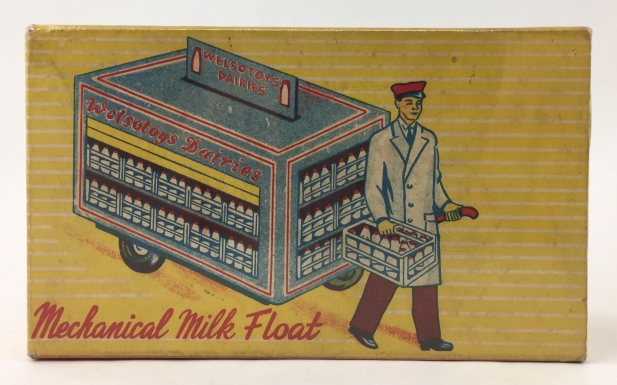 WELSOTOYS
DAIRIES
Welsotoys Dairies
Mechanical Milk Float